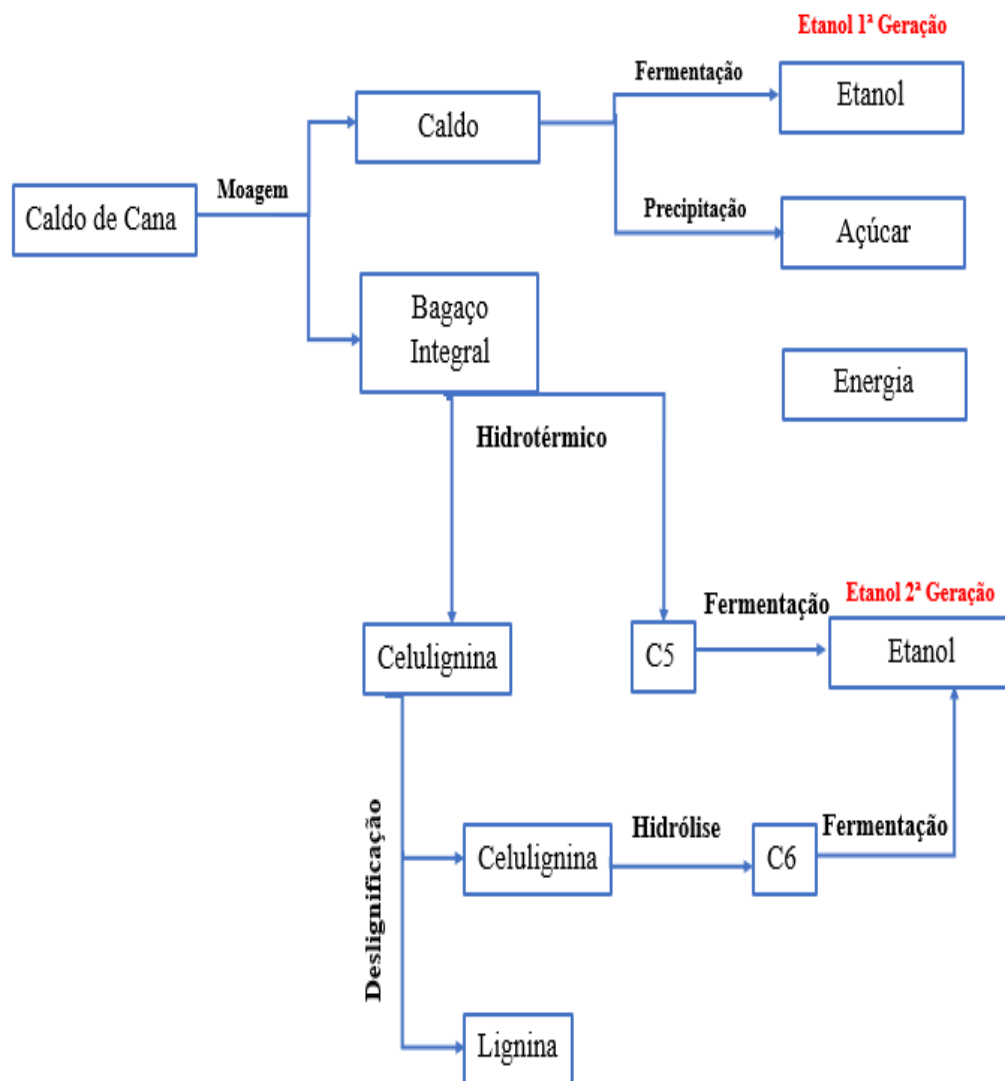 Etanol 1ª Geração
Fermentação
Etanol
Caldo
Moagem
Caldo de Cana
Precipitação
Açúcar
Bagaço
Integral
Energia
Hidrotérmico
Etanol 2ª Geração
Fermentação
Celulignina
C5
Etanol
Deslignificação
Celulignina
Hidrólise
C6
Fermentação
Lignina